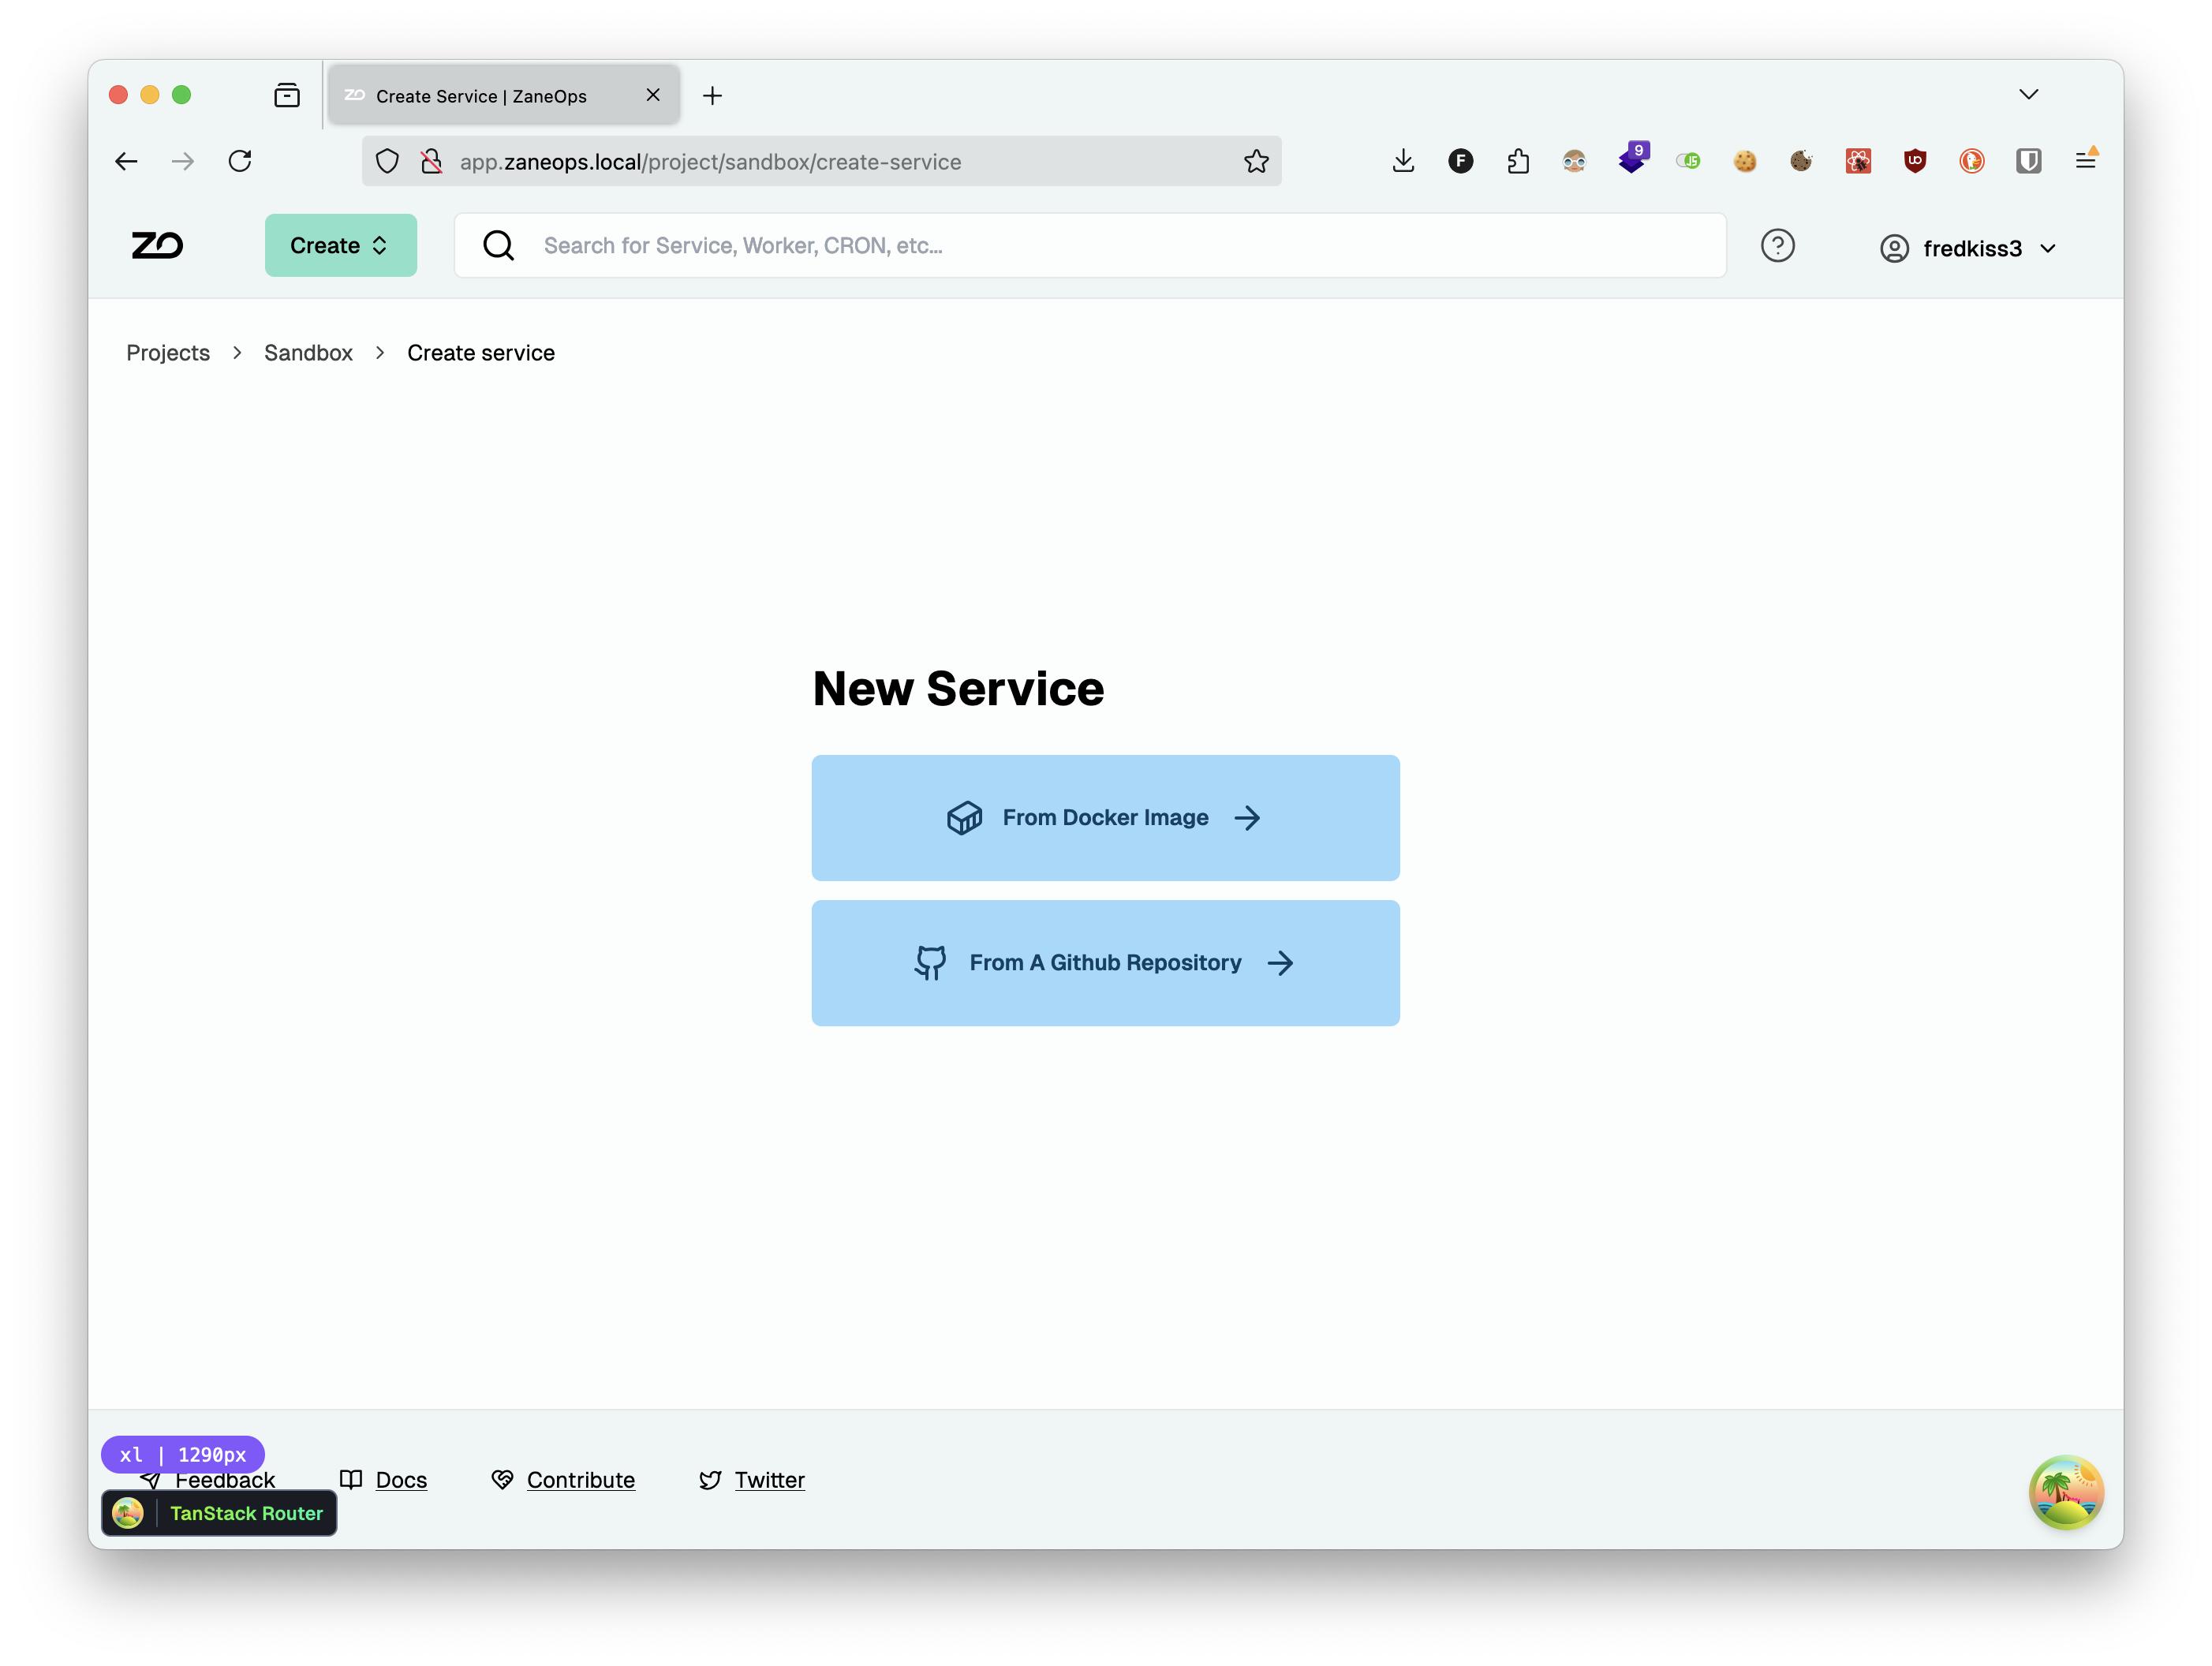 Create Service | ZaneOps
app.zaneops.local/project/sandbox/create-service
F
9
JS
ZO
Create
Search for Service, Worker, CRON, etc...
fredkiss3
Projects
Sandbox
Create service
New Service
From Docker Image
From A Github Repository
xl | 1290px
Feedback
Docs
Contribute
Twitter
TanStack Router